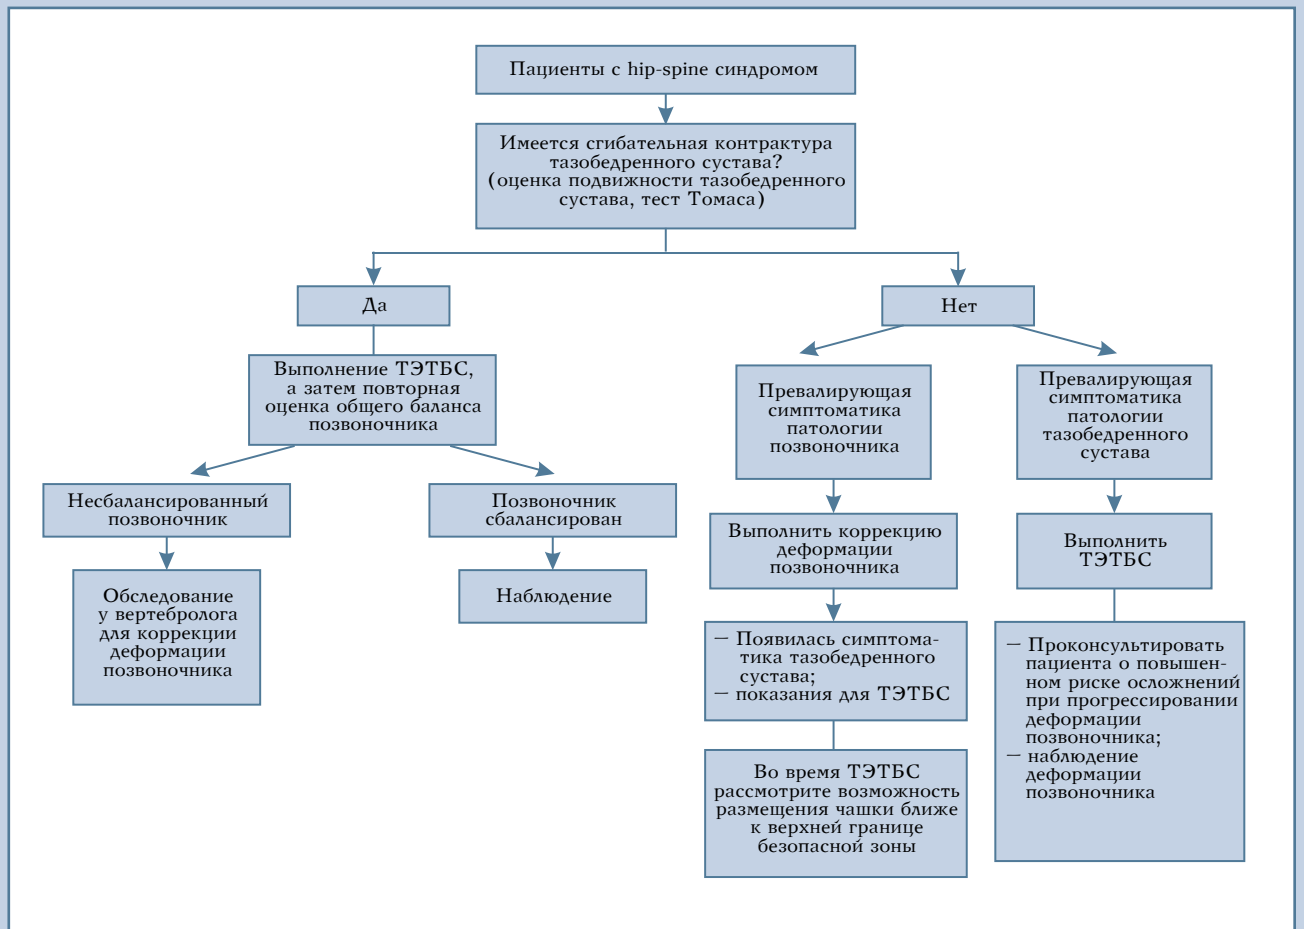 Пациенты с hip-spine синдромом
Имеется сгибательная контрактура
тазобедренного сустава?
(оценка подвижности тазобедренного
сустава, тест Томаса)
Да
Нет
Выполнение ТЭТБС,
а затем повторная
оценка общего баланса
позвоночника
Превалирующая
симптоматика
патологии
позвоночника
Превалирующая
симптоматика
патологии
тазобедренного
сустава
Несбалансированный
позвоночник
Позвоночник
сбалансирован
Выполнить коррекцию
деформации
позвоночника
Выполнить
ТЭТБС
Обследование
у вертебролога
для коррекции
деформации
позвоночника
Наблюдение
— Появилась симптома-
тика тазобедренного
сустава;
— показания для ТЭТБС
— Проконсультировать
пациента о повышен-
ном риске осложнений
при прогрессировании
деформации
позвоночника;
— наблюдение
деформации
позвоночника
Во время ТЭТБС
рассмотрите возможность
размещения чашки ближе
к верхней границе
безопасной зоны